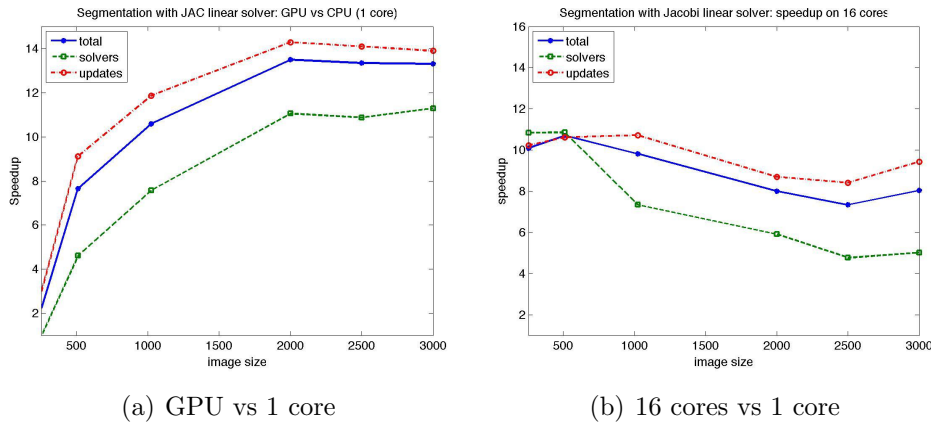 Segmentation with JAC linear solver: GPU vs CPU (1 core)
total
solvers
updates
14
12
10
8
6
4
2
Speedup
500 1000 1500 2000 2500 3000
image size
(a) GPU vs 1 core
Segmentation with Jacobi linear solver: speedup on 16 cores
total
solvers
updates
16
14
12
10
8
6
4
2
speedup
500 1000 1500 2000 2500 3000
image size
(b) 16 cores vs 1 core